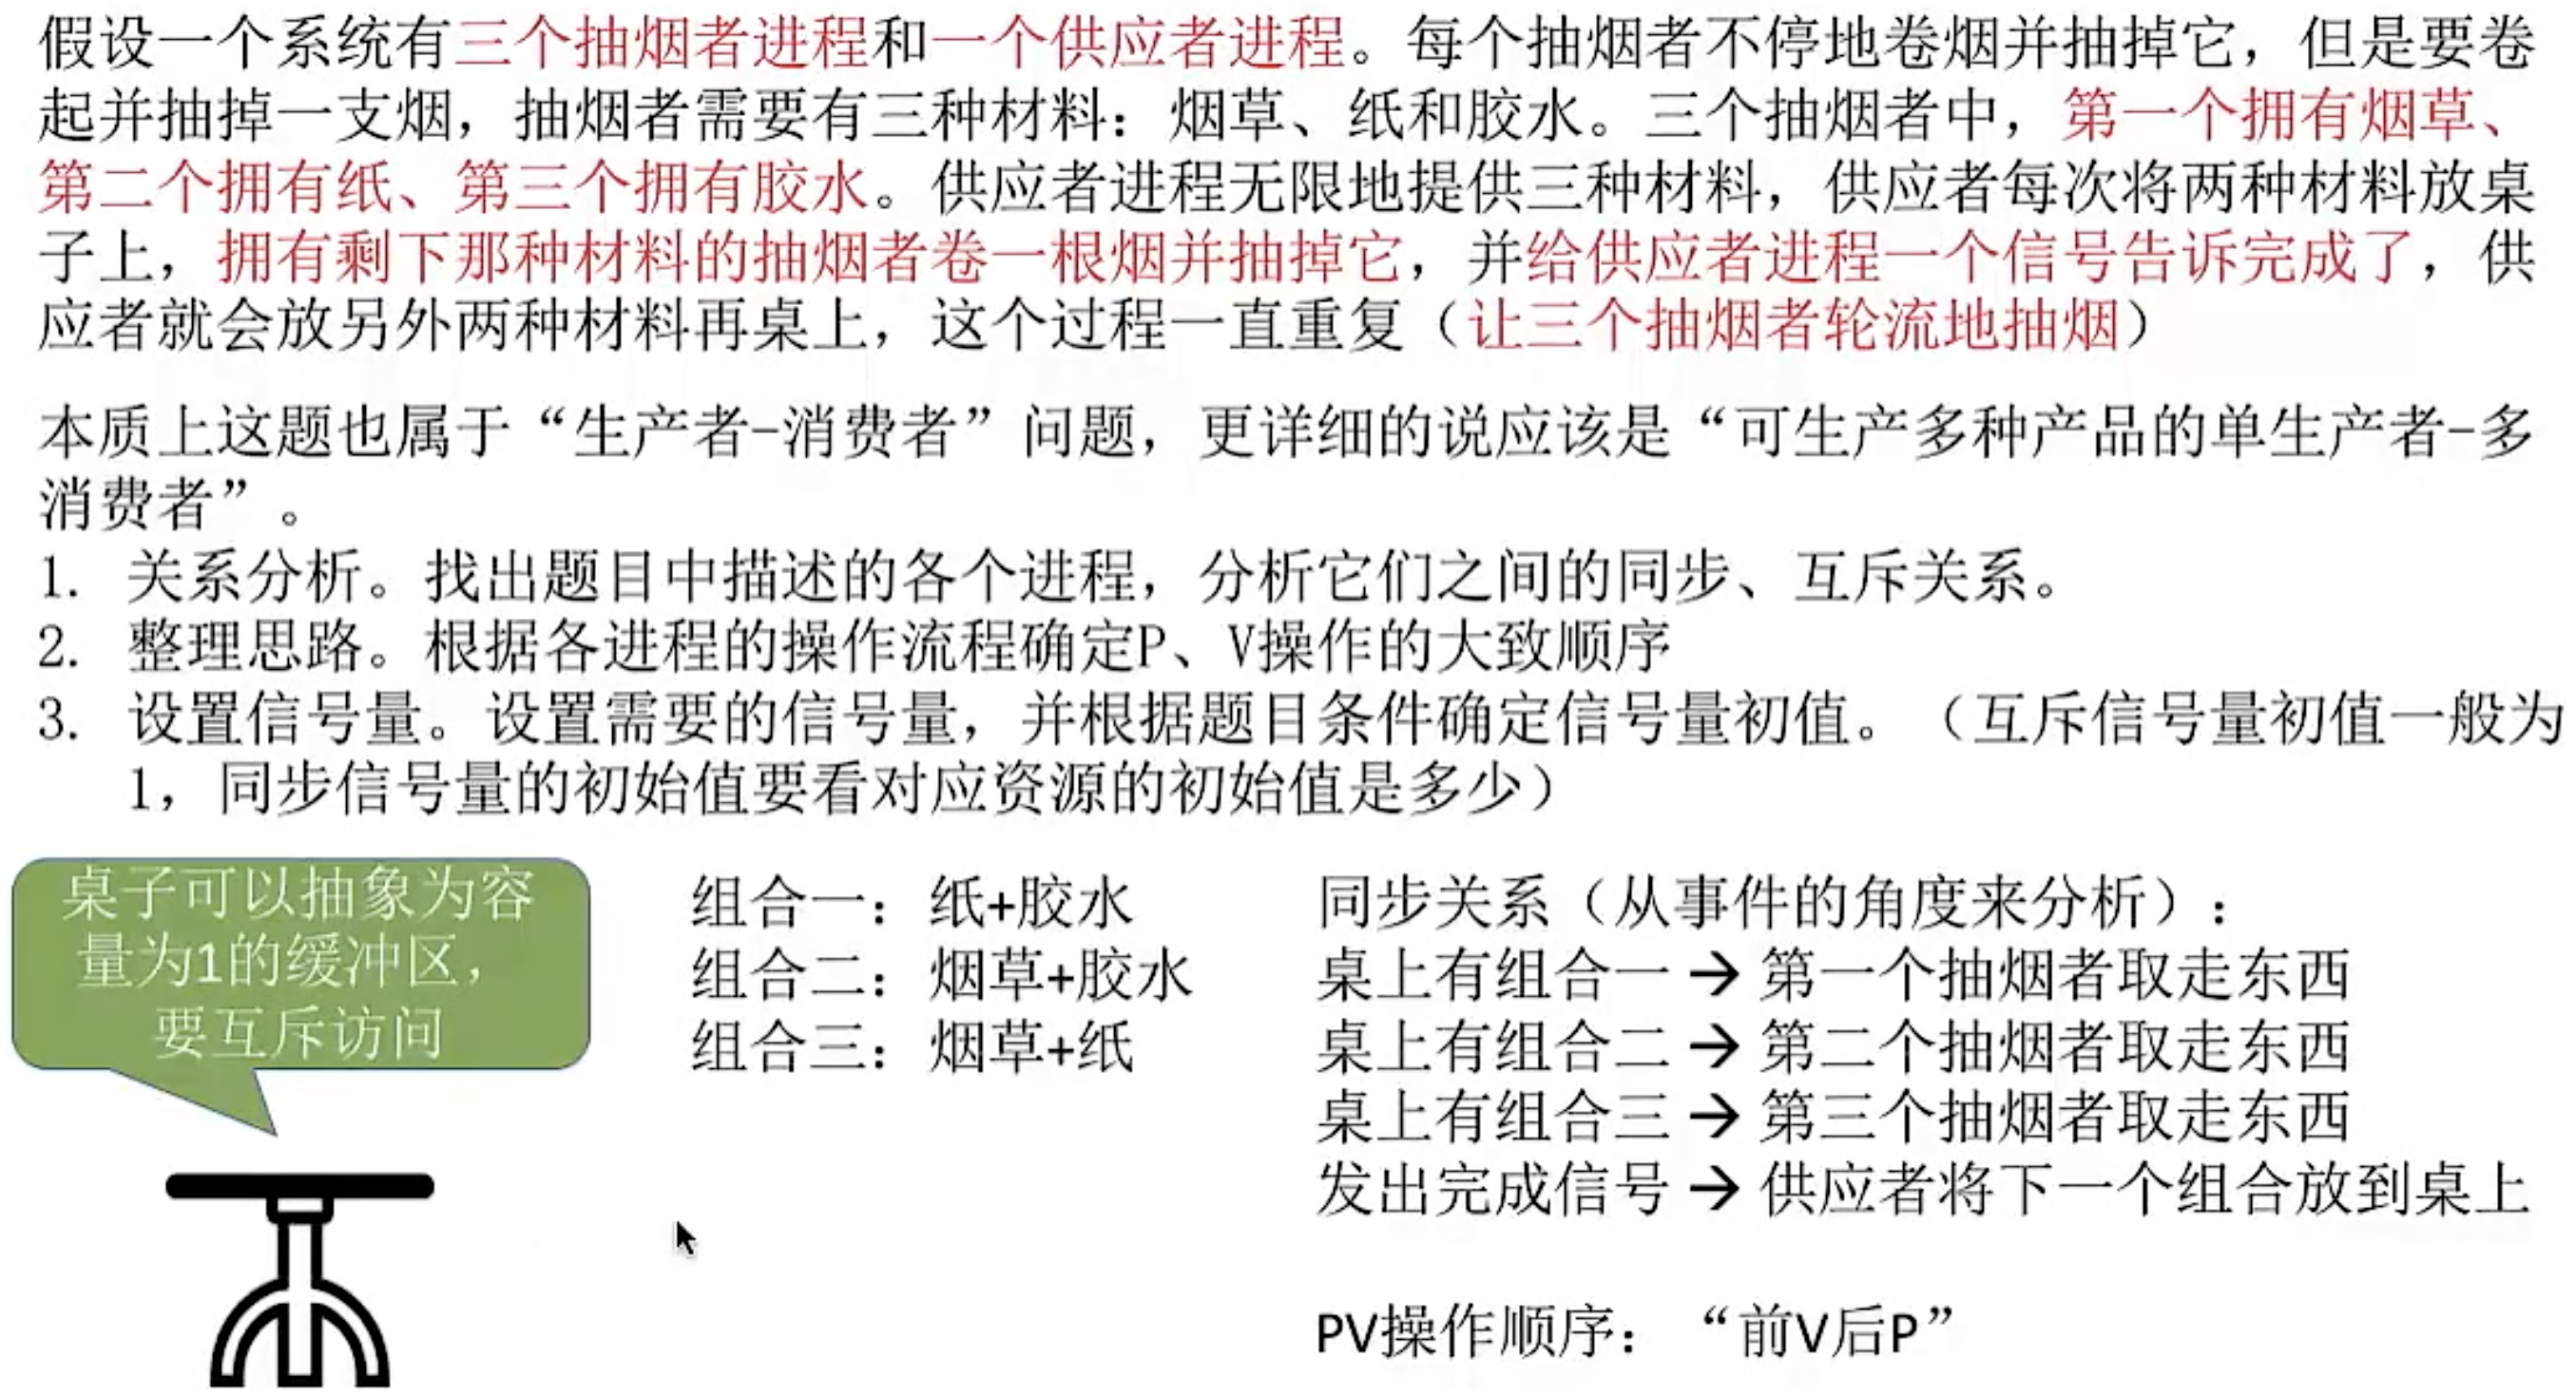 假设一个系统有三个抽烟者进程和一个供应者进程。每个抽烟者不停地卷烟并抽掉它，但是要卷
起并抽掉一支烟，抽烟者需要有三种材料：烟草、纸和胶水。三个抽烟者中，第一个拥有烟草、
第二个拥有纸、第三个拥有胶水。供应者进程无限地提供三种材料，供应者每次将两种材料放桌
子上，拥有剩下那种材料的抽烟者卷一根烟并抽掉它，并给供应者进程一个信号告诉完成了，供
应者就会放另外两种材料再桌上，这个过程一直重复（让三个抽烟者轮流地抽烟）
本质上这题也属于“生产者-消费者”问题，更详细的说应该是“可生产多种产品的单生产者-多
消费者”。
1. 关系分析。找出题目中描述的各个进程，分析它们之间的同步、互斥关系。
2. 整理思路。根据各进程的操作流程确定P、V操作的大致顺序
3. 设置信号量。设置需要的信号量，并根据题目条件确定信号量初值。（互斥信号量初值一般为
1，同步信号量的初始值要看对应资源的初始值是多少）
桌子可以抽象为容
量为1的缓冲区，
要互斥访问
组合一：纸+胶水
组合二：烟草+胶水
组合三：烟草+纸
同步关系（从事件的角度来分析）：
桌上有组合一 → 第一个抽烟者取走东西
桌上有组合二 → 第二个抽烟者取走东西
桌上有组合三 → 第三个抽烟者取走东西
发出完成信号 → 供应者将下一个组合放到桌上
PV操作顺序：“前V后P”